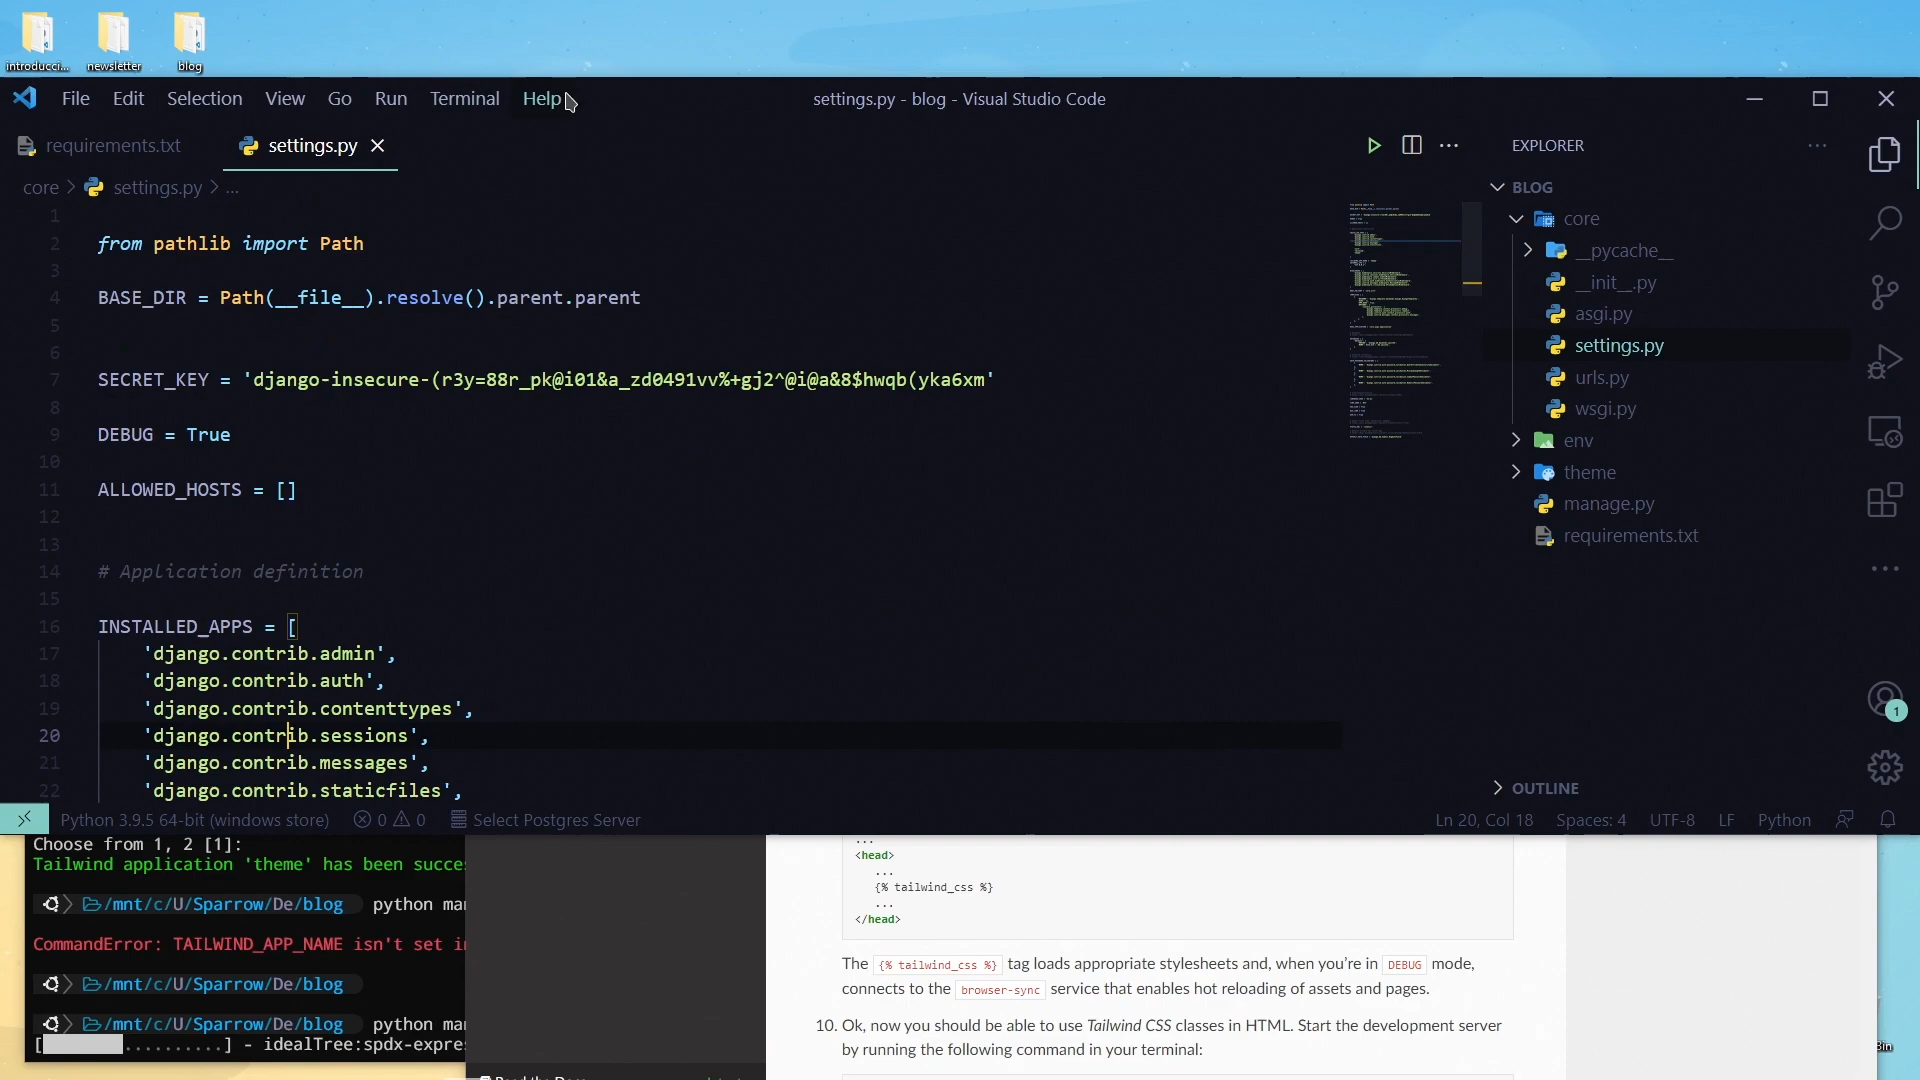 introducci...
newsletter
blog
File Edit Selection View Go Run Terminal Help
settings.py - blog - Visual Studio Code
requirements.txt
settings.py
core > settings.py > ...
1
2 from pathlib import Path
3
4 BASE_DIR = Path(__file__).resolve().parent.parent
5
6
7 SECRET_KEY = 'django-insecure-(r3y=88r_pk@i01&a_zd0491vv%+gj2^@i@a&8$hwqb(yka6xm'
8
9 DEBUG = True
10
11 ALLOWED_HOSTS = []
12
13
14 # Application definition
15
16 INSTALLED_APPS = [
17 'django.contrib.admin',
18 'django.contrib.auth',
19 'django.contrib.contenttypes',
20 'django.contrib.sessions',
21 'django.contrib.messages',
22 'django.contrib.staticfiles',
EXPLORER
BLOG
core
__pycache__
__init__.py
asgi.py
settings.py
urls.py
wsgi.py
env
theme
manage.py
requirements.txt
OUTLINE
1
Python 3.9.5 64-bit (windows store) 0 0 Select Postgres Server
Ln 20, Col 18 Spaces: 4 UTF-8 LF Python
Choose from 1, 2 [1]:
Tailwind application 'theme' has been succe
/mnt/c/U/Sparrow/De/blog python ma
CommandError: TAILWIND_APP_NAME isn't set i
/mnt/c/U/Sparrow/De/blog
/mnt/c/U/Sparrow/De/blog python ma
[..........] - idealTree:spdx-expre
...
<head>
...
{% tailwind_css %}
...
</head>
The {% tailwind_css %} tag loads appropriate stylesheets and, when you're in DEBUG mode,
connects to the browser-sync service that enables hot reloading of assets and pages.
10. Ok, now you should be able to use Tailwind CSS classes in HTML. Start the development server
by running the following command in your terminal:
Bin